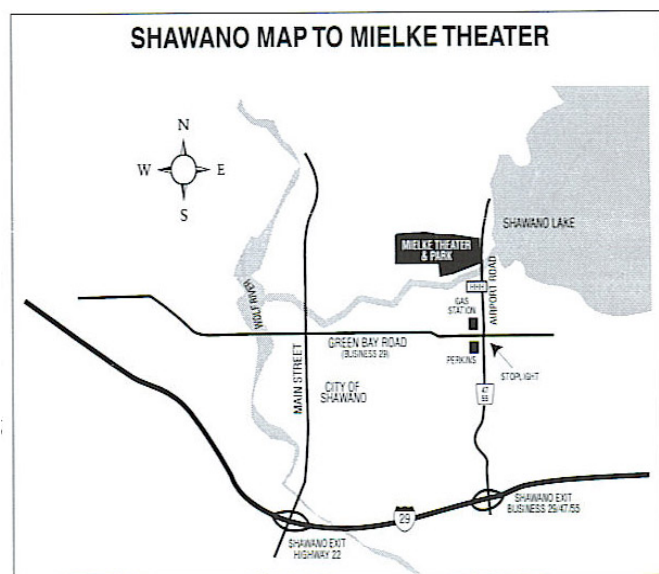 SHAWANO MAP TO MIELKE THEATER
N
W E
S
SHAWANO LAKE
MIELKE THEATER
& PARK
HHH
GAS
STATION
AIRPORT ROAD
WOLF RIVER
GREEN BAY ROAD
(BUSINESS 29)
PERKINS
STOPLIGHT
MAIN STREET
CITY OF
SHAWANO
47
55
29
SHAWANO EXIT
BUSINESS 29/47/55
SHAWANO EXIT
HIGHWAY 22